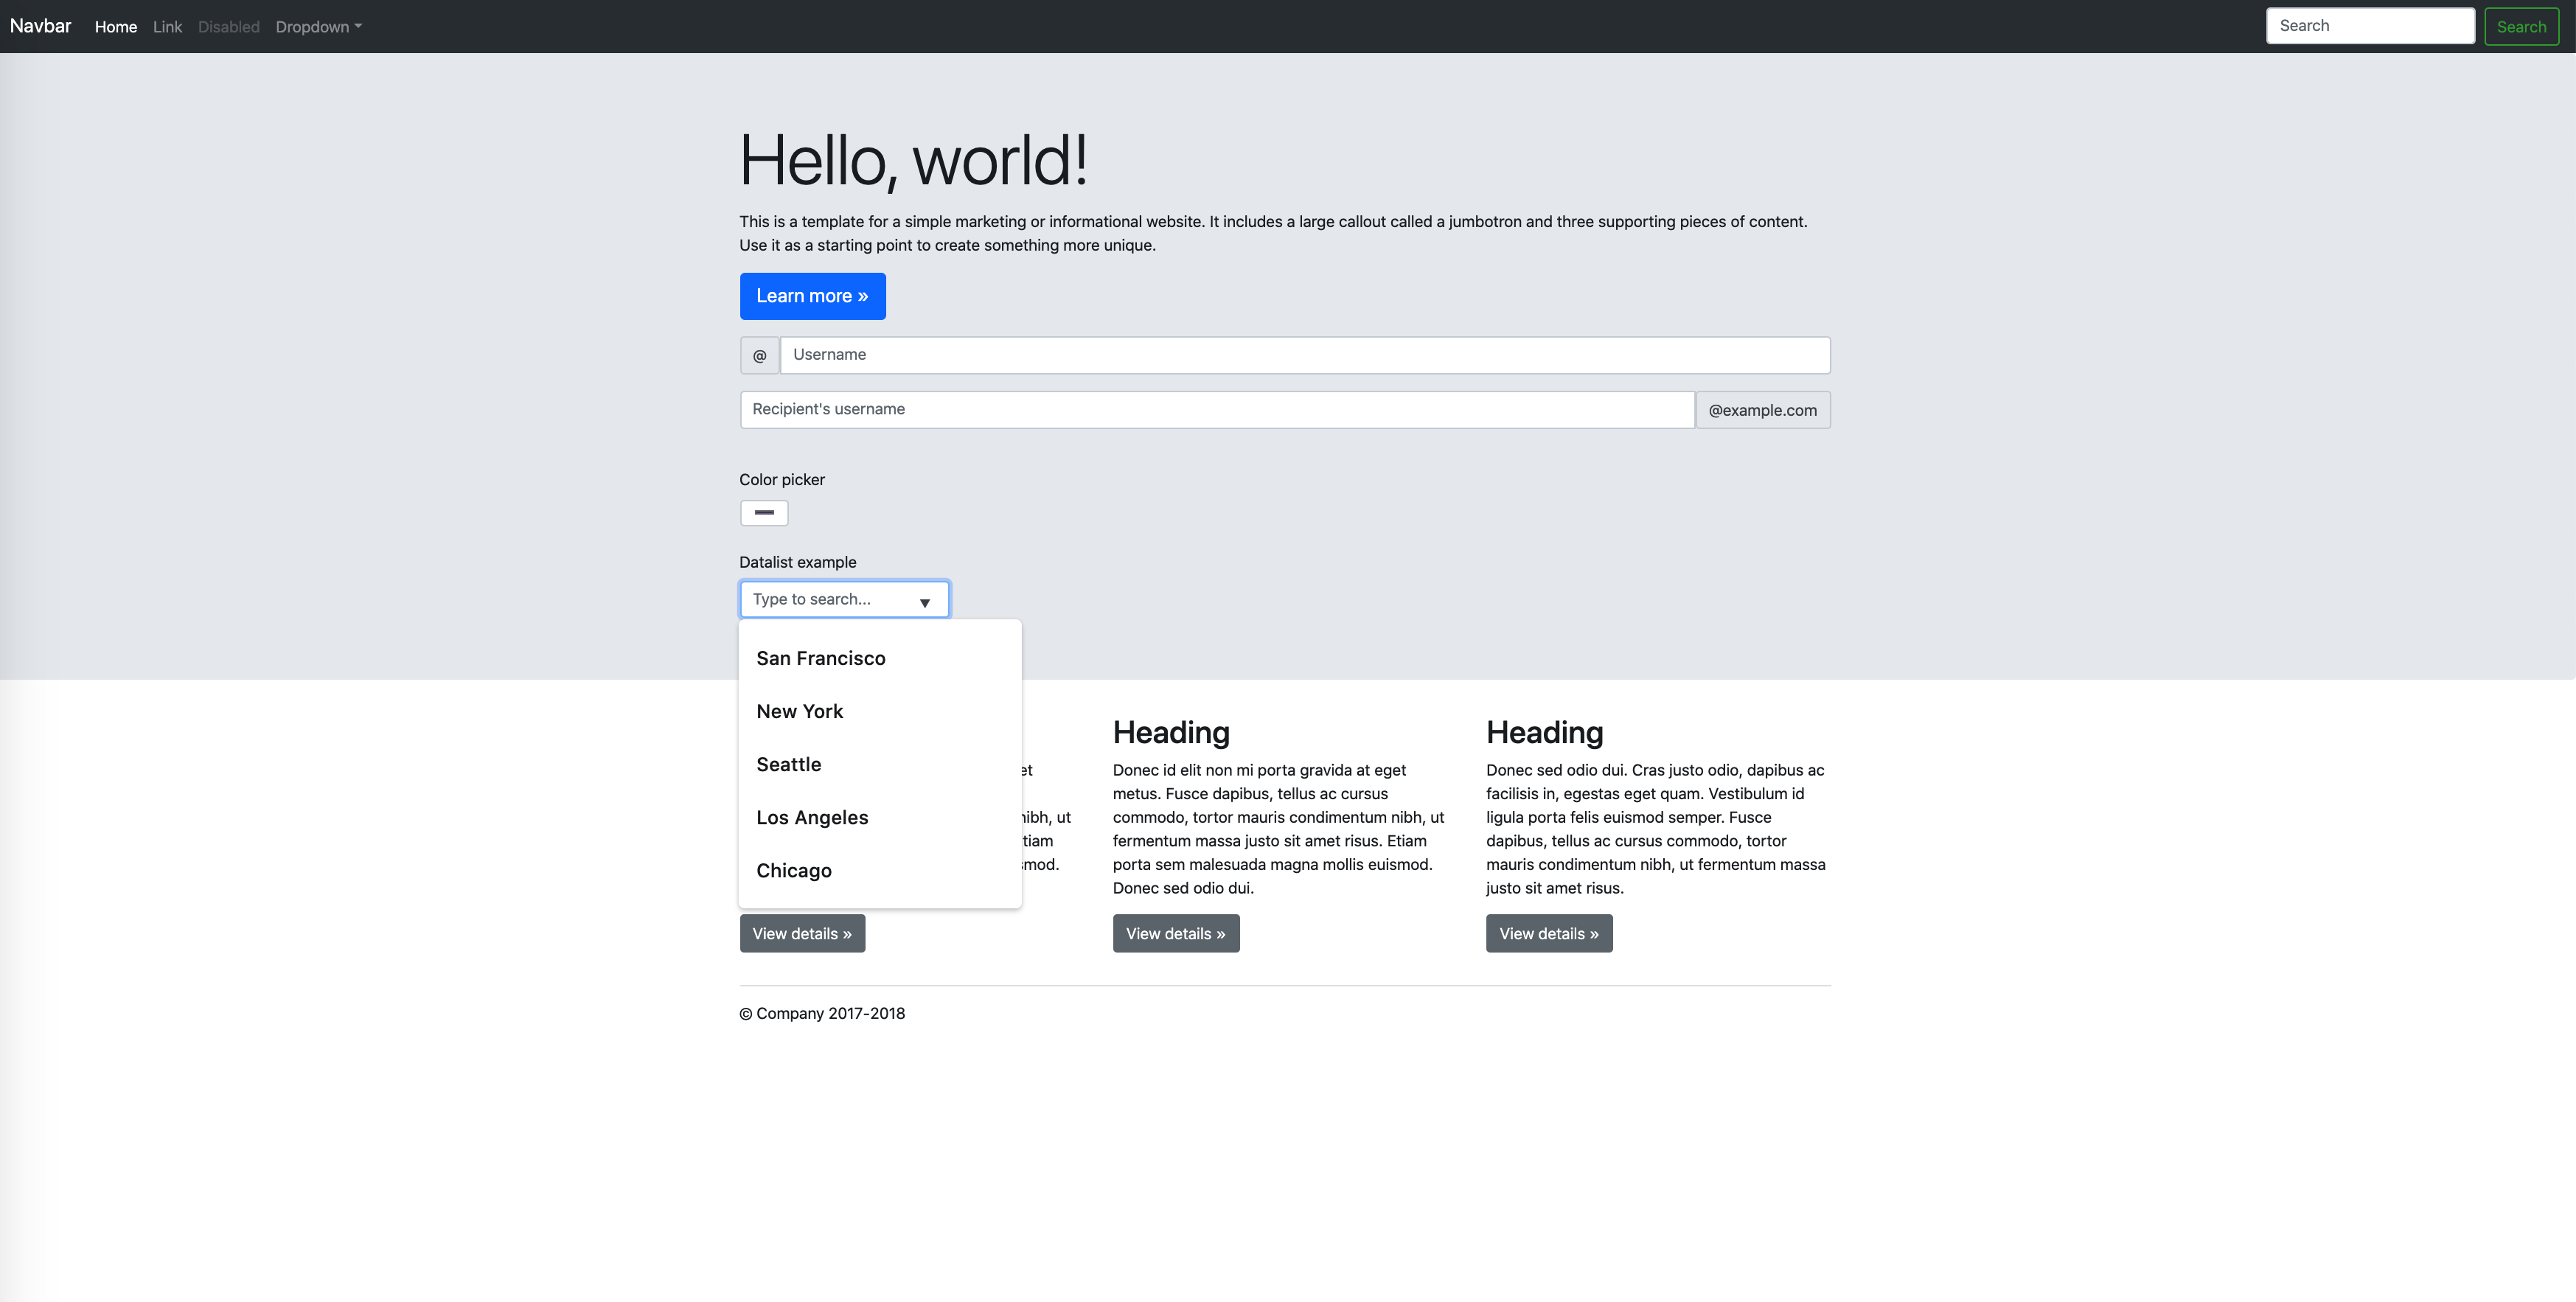 Navbar Home Link Disabled Dropdown Search Search
Hello, world!
This is a template for a simple marketing or informational website. It includes a large callout called a jumbotron and three supporting pieces of content.
Use it as a starting point to create something more unique.
Learn more »
@ Username
Recipient's username @example.com
Color picker
Datalist example
Type to search...
San Francisco
New York
Seattle
Los Angeles
Chicago
Heading
Donec id elit non mi porta gravida at eget
metus. Fusce dapibus, tellus ac cursus
commodo, tortor mauris condimentum nibh, ut
fermentum massa justo sit amet risus. Etiam
porta sem malesuada magna mollis euismod.
Donec sed odio dui.
Heading
Donec sed odio dui. Cras justo odio, dapibus ac
facilisis in, egestas eget quam. Vestibulum id
ligula porta felis euismod semper. Fusce
dapibus, tellus ac cursus commodo, tortor
mauris condimentum nibh, ut fermentum massa
justo sit amet risus.
View details » View details » View details »
© Company 2017-2018